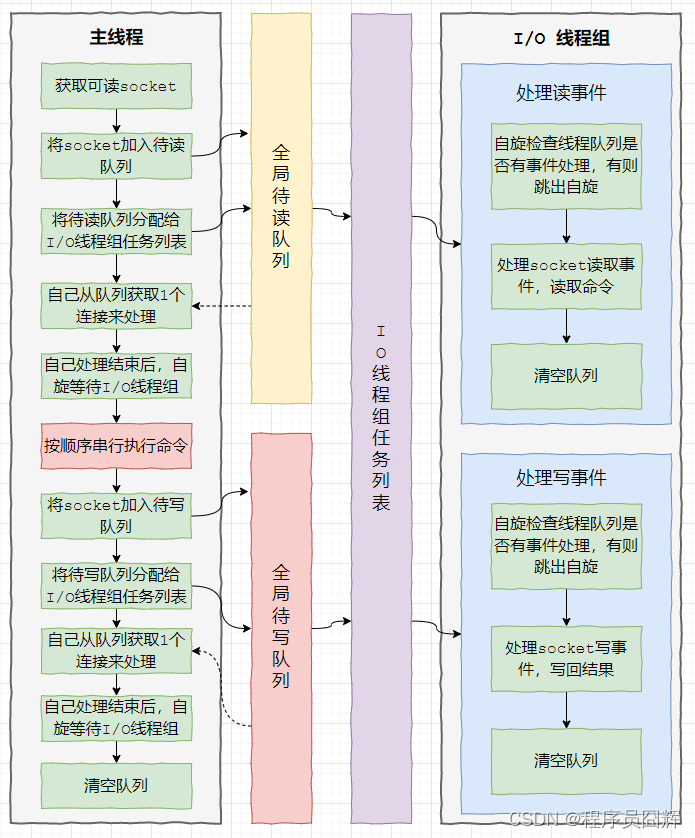 主线程
获取可读socket
将socket加入待读
队列
将待读队列分配给
I/O线程组任务列表
自己从队列获取1个
连接来处理
自己处理结束后，自
旋等待I/O线程组
按顺序串行执行命令
将socket加入待写
队列
将待写队列分配给
I/O线程组任务列表
自己从队列获取1个
连接来处理
自己处理结束后，自
旋等待I/O线程组
清空队列
全局待读队列
全局待写队列
IO线程组任务列表
I/O 线程组
处理读事件
自旋检查线程队列是
否有事件处理，有则
跳出自旋
处理socket读取事
件，读取命令
清空队列
处理写事件
自旋检查线程队列是
否有事件处理，有则
跳出自旋
处理socket写事
件，写回结果
清空队列
CSDN @程序员囧辉